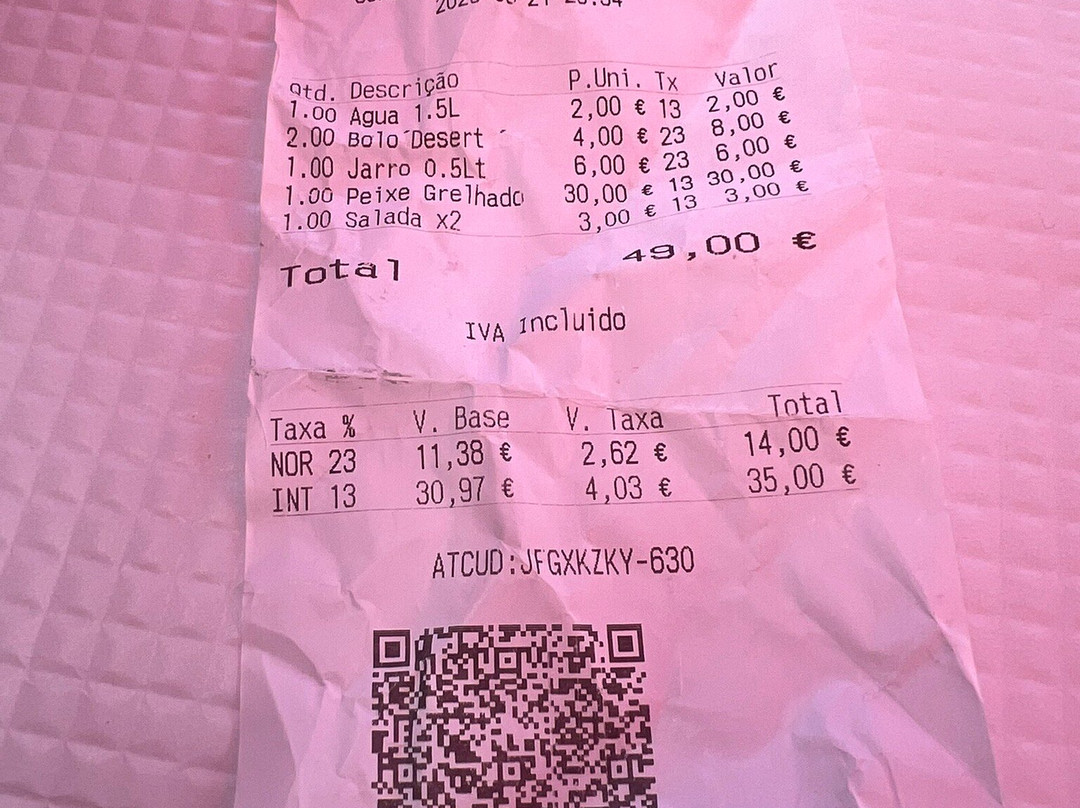 Qtd. Descrição P.Uni. Tx Valor
1.00 Agua 1.5L 2,00 € 13 2,00 €
2.00 Bolo Desert 4,00 € 23 8,00 €
1.00 Jarro 0.5Lt 6,00 € 23 6,00 €
1.00 Peixe Grelhado 30,00 € 13 30,00 €
1.00 Salada x2 3,00 € 13 3,00 €
Total 49,00 €
IVA incluido
Taxa % V. Base V. Taxa Total
NOR 23 11,38 € 2,62 € 14,00 €
INT 13 30,97 € 4,03 € 35,00 €
ATCUD:JFGXKZKY-630